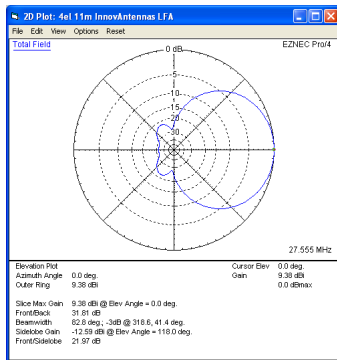 2D Plot: 4el 11m InnovAntennas LFA
File Edit View Options Reset
Total Field
EZNEC Pro/4
0 dB
-5
-10
-15
-20
-30
27.555 MHz
Elevation Plot
Azimuth Angle 0.0 deg.
Outer Ring 9.38 dBi
Cursor Elev 0.0 deg.
Gain 9.38 dBi
0.0 dBmax
Slice Max Gain 9.38 dBi @ Elev Angle = 0.0 deg.
Front/Back 31.81 dB
Beamwidth 82.8 deg.; -3dB @ 318.6, 41.4 deg.
Sidelobe Gain -12.59 dBi @ Elev Angle = 118.0 deg.
Front/Sidelobe 21.97 dB